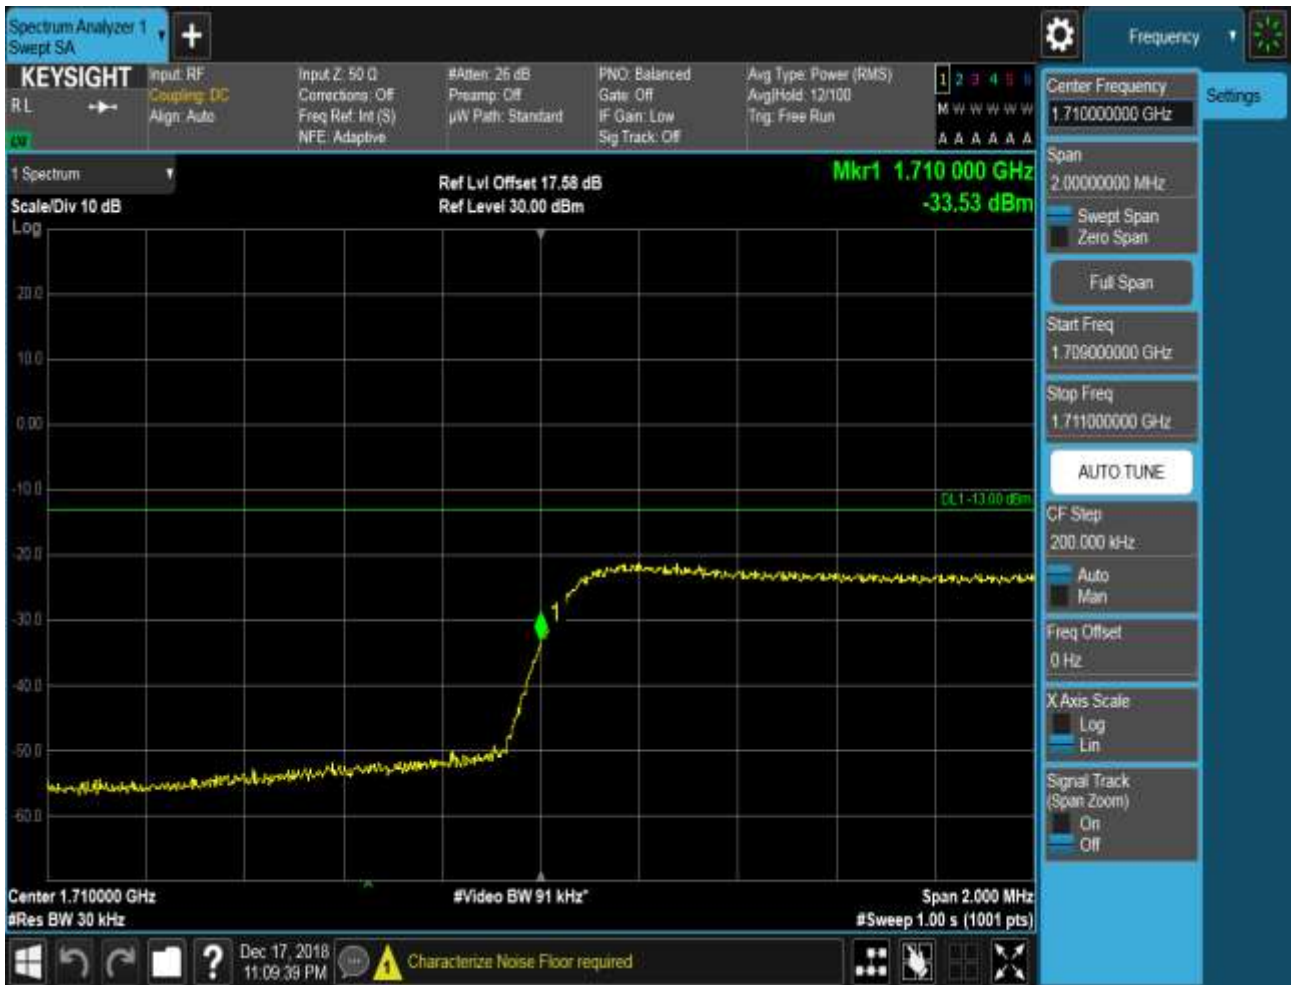 Spectrum Analyzer 1
Swept SA
Frequency
KEYSIGHT
R L
Input: RF
Coupling: DC
Align: Auto
Input Z: 50 Ω
Corrections: Off
Freq Ref: Int (S)
NFE: Adaptive
#Atten: 26 dB
Preamp: Off
µW Path: Standard
PNO: Balanced
Gate: Off
IF Gain: Low
Sig Track: Off
Avg Type: Power (RMS)
Avg|Hold: 12/100
Trig: Free Run
1 2 3 4 5 6
M W W W W W
A A A A A A
1 Spectrum
Scale/Div 10 dB
Log
Ref Lvl Offset 17.58 dB
Ref Level 30.00 dBm
Mkr1 1.710 000 GHz
-33.53 dBm
20.0
10.0
0.00
-10.0
DL1 -13.00 dBm
-20.0
-30.0
1
-40.0
-50.0
-60.0
Center 1.710000 GHz
#Res BW 30 kHz
#Video BW 91 kHz*
Span 2.000 MHz
#Sweep 1.00 s (1001 pts)
Center Frequency
1.710000000 GHz
Settings
Span
2.00000000 MHz
Swept Span
Zero Span
Full Span
Start Freq
1.709000000 GHz
Stop Freq
1.711000000 GHz
AUTO TUNE
CF Step
200.000 kHz
Auto
Man
Freq Offset
0 Hz
X Axis Scale
Log
Lin
Signal Track
(Span Zoom)
On
Off
?
Dec 17, 2018
11:09:39 PM
1
Characterize Noise Floor required